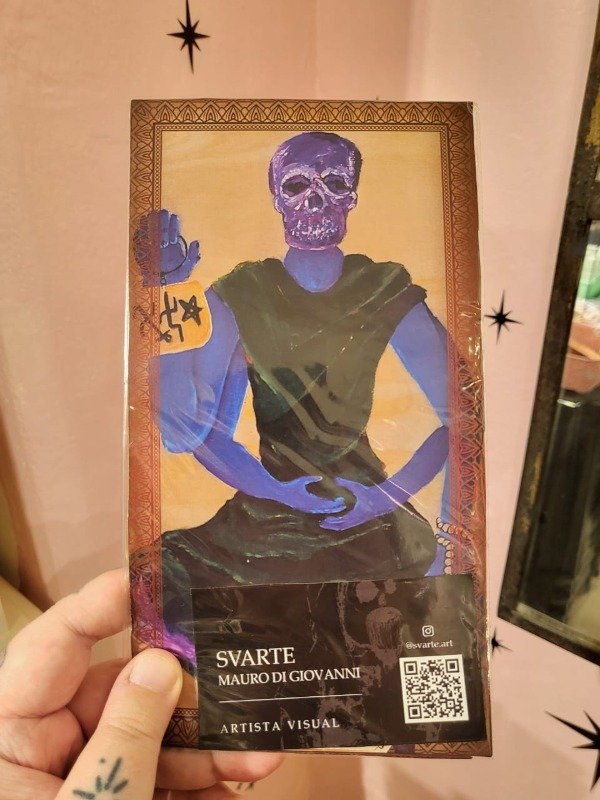 SVARTE
MAURO DI GIOVANNI
ARTISTA VISUAL
@svarte.art